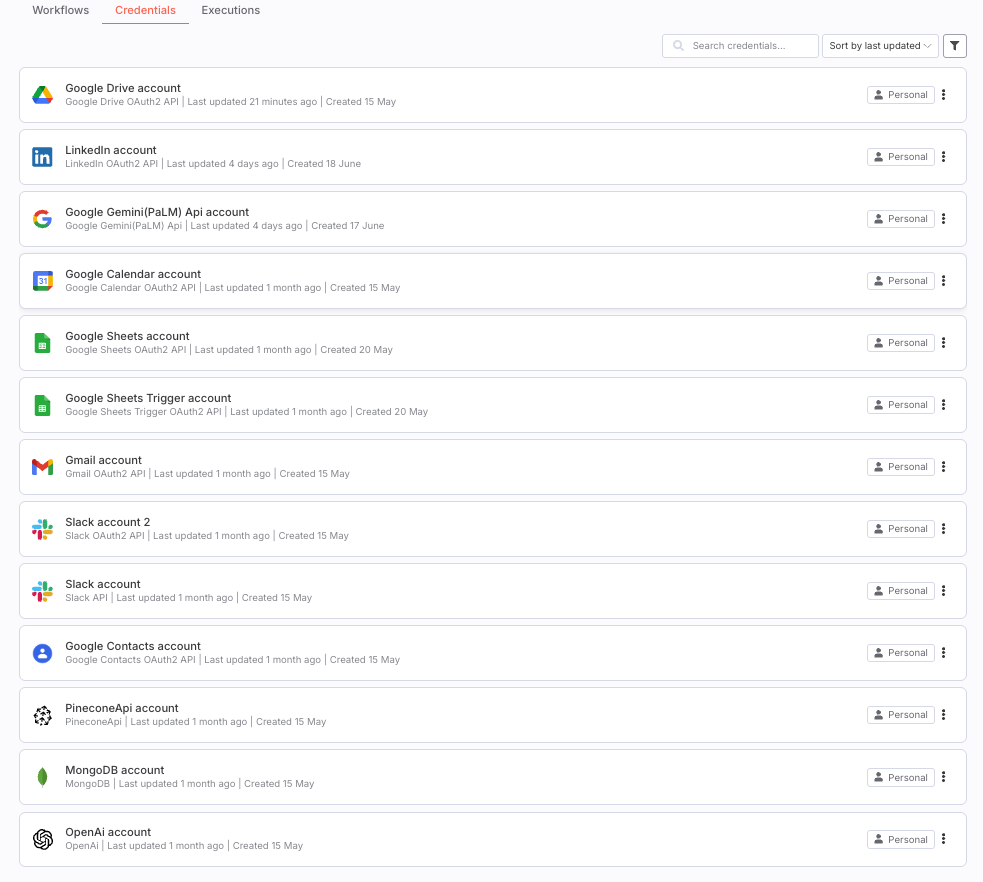 Workflows Credentials Executions
Search credentials... Sort by last updated
Google Drive account
Google Drive OAuth2 API | Last updated 21 minutes ago | Created 15 May
Personal
LinkedIn account
LinkedIn OAuth2 API | Last updated 4 days ago | Created 18 June
Personal
Google Gemini(PaLM) Api account
Google Gemini(PaLM) Api | Last updated 4 days ago | Created 17 June
Personal
31
Google Calendar account
Google Calendar OAuth2 API | Last updated 1 month ago | Created 15 May
Personal
Google Sheets account
Google Sheets OAuth2 API | Last updated 1 month ago | Created 20 May
Personal
Google Sheets Trigger account
Google Sheets Trigger OAuth2 API | Last updated 1 month ago | Created 20 May
Personal
Gmail account
Gmail OAuth2 API | Last updated 1 month ago | Created 15 May
Personal
Slack account 2
Slack OAuth2 API | Last updated 1 month ago | Created 15 May
Personal
Slack account
Slack API | Last updated 1 month ago | Created 15 May
Personal
Google Contacts account
Google Contacts OAuth2 API | Last updated 1 month ago | Created 15 May
Personal
PineconeApi account
PineconeApi | Last updated 1 month ago | Created 15 May
Personal
MongoDB account
MongoDB | Last updated 1 month ago | Created 15 May
Personal
OpenAi account
OpenAi | Last updated 1 month ago | Created 15 May
Personal